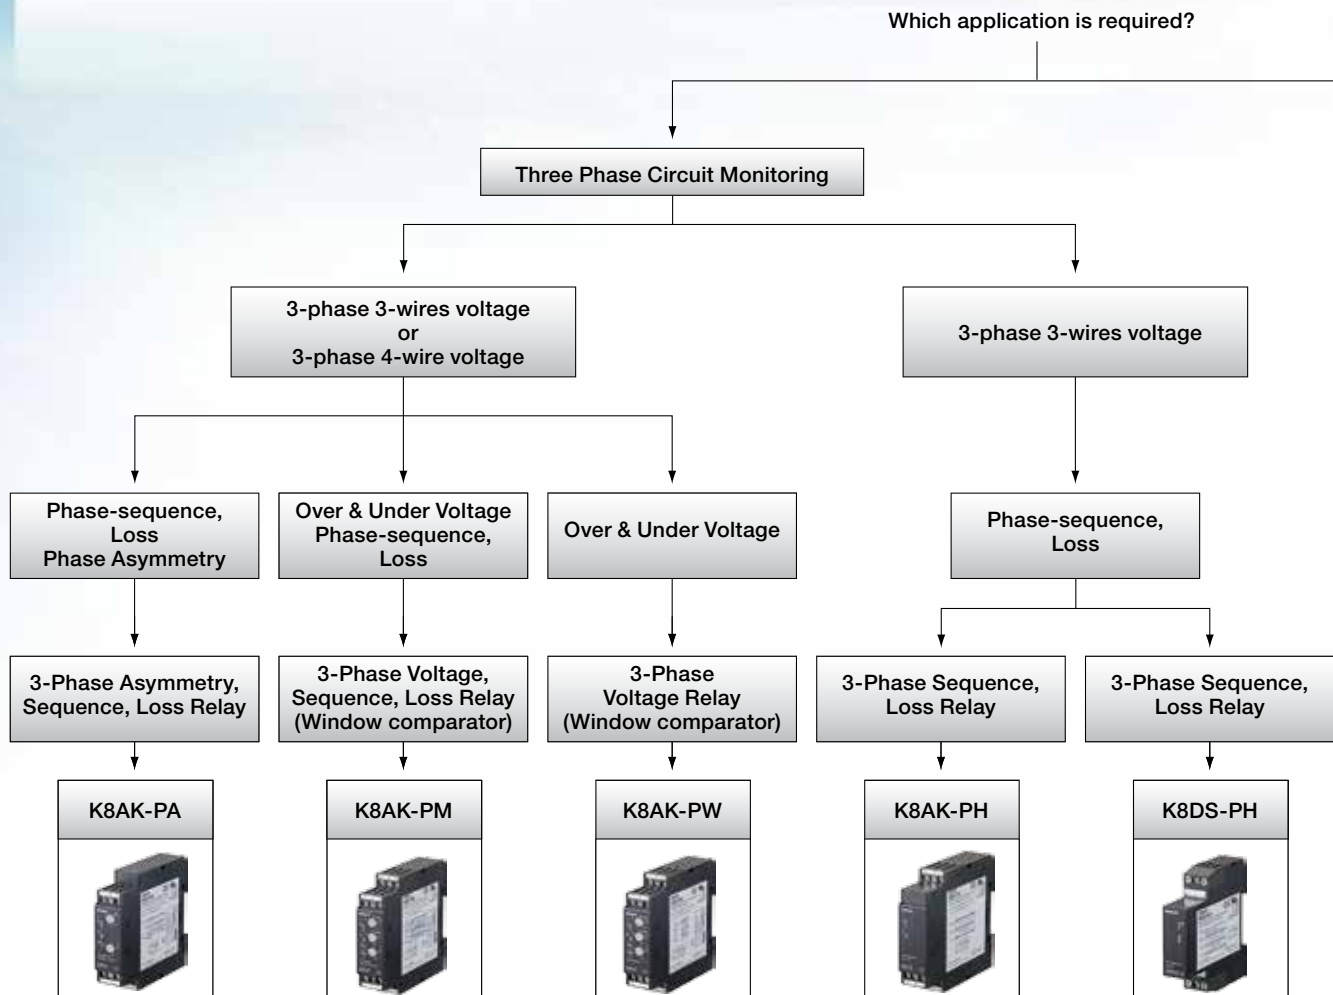 Which application is required?
Three Phase Circuit Monitoring
3-phase 3-wires voltage
or
3-phase 4-wire voltage
3-phase 3-wires voltage
Phase-sequence,
Loss
Phase Asymmetry
Over & Under Voltage
Phase-sequence,
Loss
Over & Under Voltage
Phase-sequence,
Loss
3-Phase Asymmetry,
Sequence, Loss Relay
3-Phase Voltage,
Sequence, Loss Relay
(Window comparator)
3-Phase
Voltage Relay
(Window comparator)
3-Phase Sequence,
Loss Relay
3-Phase Sequence,
Loss Relay
K8AK-PA
K8AK-PM
K8AK-PW
K8AK-PH
K8DS-PH